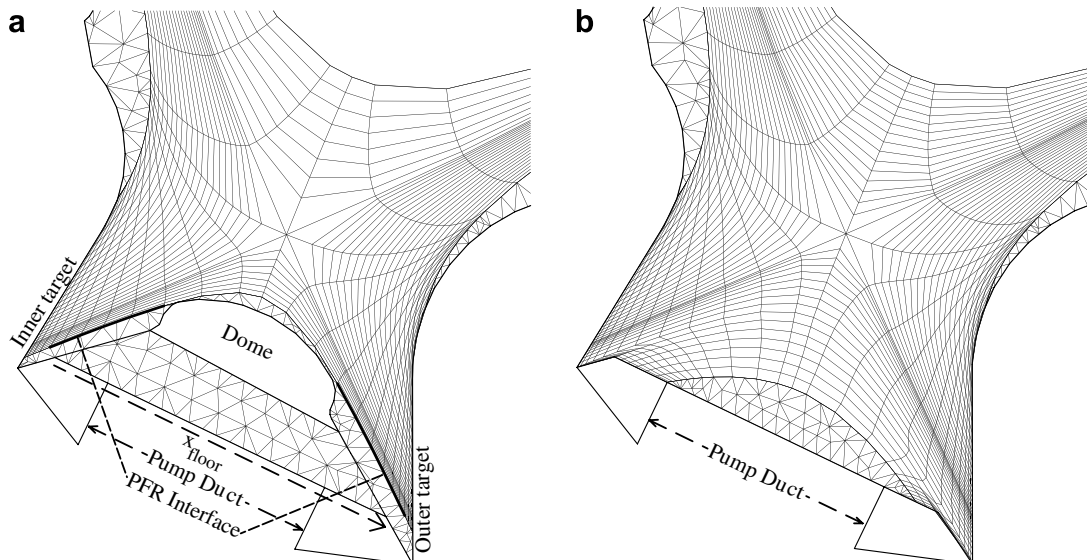 a
b
Inner target
Dome
x floor
Pump Duct
PFR Interface
Outer target
Pump Duct